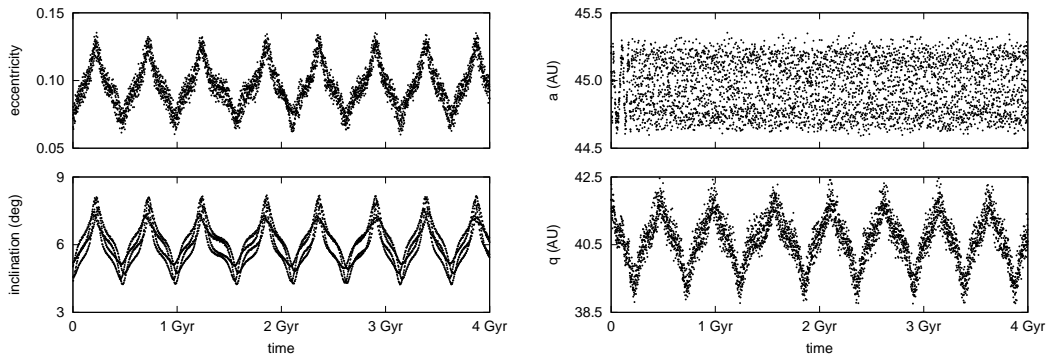 0.15
0.10
0.05
eccentricity
45.5
45.0
44.5
a (AU)
9
6
3
inclination (deg)
0
1 Gyr
2 Gyr
3 Gyr
4 Gyr
time
42.5
40.5
38.5
q (AU)
0
1 Gyr
2 Gyr
3 Gyr
4 Gyr
time